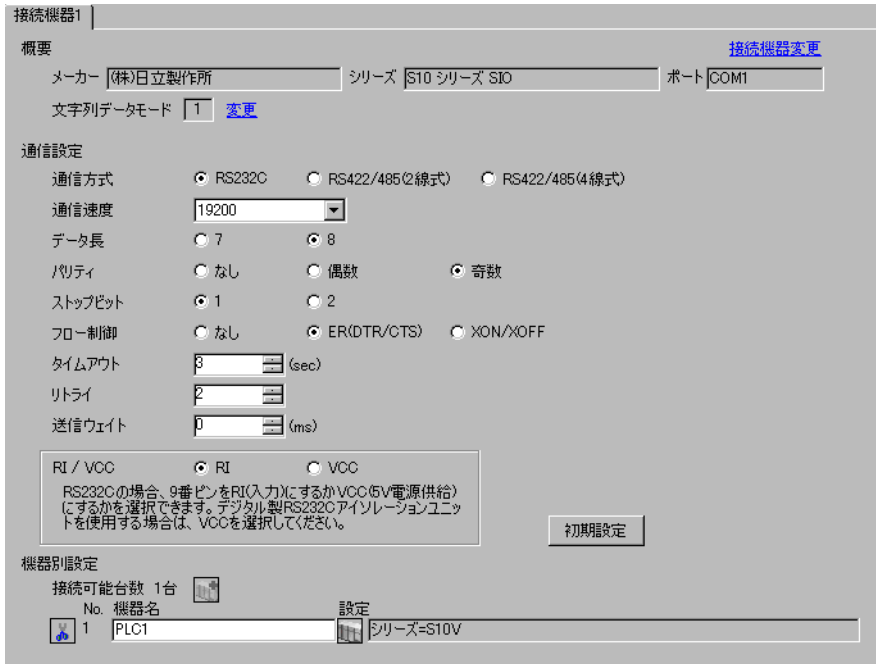 接続機器1
概要 接続機器変更
メーカー (株)日立製作所 シリーズ S10 シリーズ SIO ポート COM1
文字列データモード 1 変更
通信設定
通信方式 RS232C RS422/485(2線式) RS422/485(4線式)
通信速度 19200
データ長 7 8
パリティ なし 偶数 奇数
ストップビット 1 2
フロー制御 なし ER(DTR/CTS) XON/XOFF
タイムアウト 3 (sec)
リトライ 2
送信ウェイト 0 (ms)
RI / VCC RI VCC
RS232Cの場合、9番ピンをRI(入力)にするかVCC(5V電源供給)
にするかを選択できます。デジタル製RS232Cアイソレーションユニッ
トを使用する場合は、VCCを選択してください。
初期設定
機器別設定
接続可能台数 1台
No. 機器名 設定
1 PLC1 シリーズ=S10V